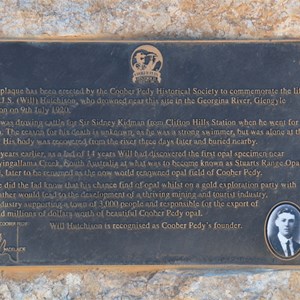 plaque has been erected by the Coober Pedy Historical Society to commemorate the life
J.S. (Will) Hutchison, who drowned near this site in the Georgina River, Glengyle
on 9th July 1920.
was droving cattle for Sir Sidney Kidman from Clifton Hills Station when he went for
The reason for his death is unknown, as he was a strong swimmer, but was alone at the
His body was recovered from the river three days later and buried nearby.
years earlier, as a lad of 14 years Will had discovered the first opal specimen near
Creek, South Australia at what was to become known as Stuarts Range Opal
later to be renamed as the now world renowned opal field of Coober Pedy.
did the lad know that his chance find of opal whilst on a gold exploration party with
father would lead to the development of a thriving mining and tourist industry,
industry supporting a town of 3,000 people and responsible for the export of
millions of dollars worth of beautiful Coober Pedy opal.
Will Hutchison is recognised as Coober Pedy's founder.
COOBER PEDY